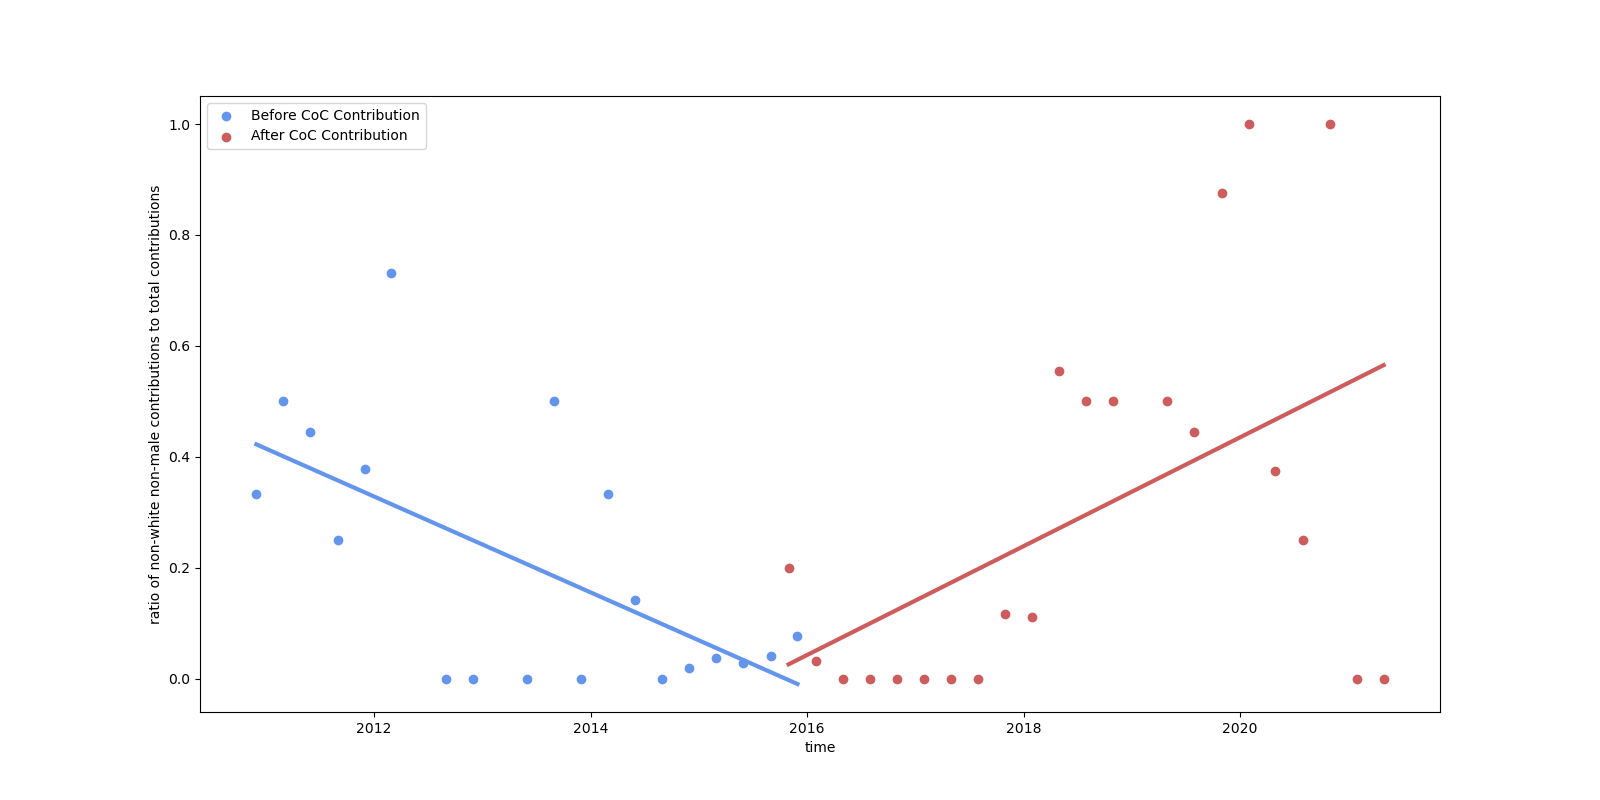 Before CoC Contribution
After CoC Contribution
ratio of non-white non-male contributions to total contributions
1.0
0.8
0.6
0.4
0.2
0.0
2012
2014
2016
2018
2020
time